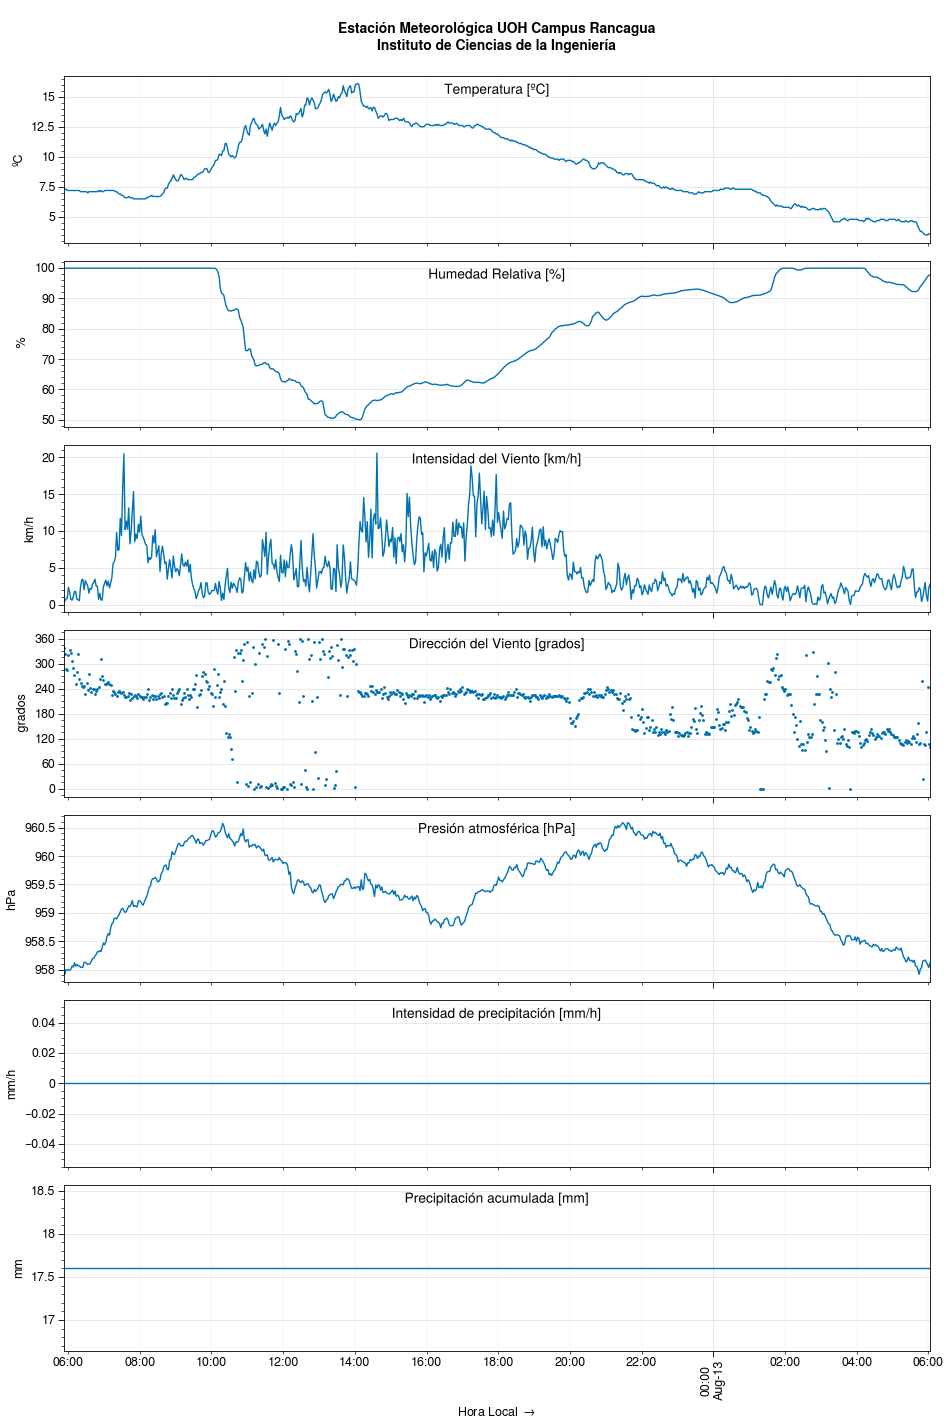 Estación Meteorológica UOH Campus Rancagua
Instituto de Ciencias de la Ingeniería
Temperatura [ºC]
15
12.5
10
7.5
5
ºC
Humedad Relativa [%]
100
90
80
70
60
50
%
Intensidad del Viento [km/h]
20
15
10
5
0
km/h
Dirección del Viento [grados]
360
300
240
180
120
60
0
grados
Presión atmosférica [hPa]
960.5
960
959.5
959
958.5
958
hPa
Intensidad de precipitación [mm/h]
0.04
0.02
0
−0.02
−0.04
mm/h
Precipitación acumulada [mm]
18.5
18
17.5
17
mm
06:00 08:00 10:00 12:00 14:00 16:00 18:00 20:00 22:00 00:00 02:00 04:00 06:00
Aug-13
Hora Local →